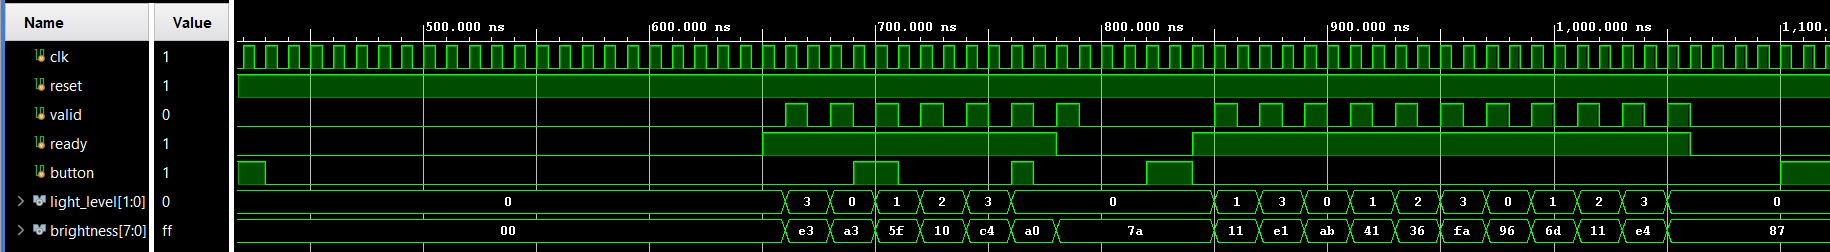 Name Value
500.000 ns 600.000 ns 700.000 ns 800.000 ns 900.000 ns 1,000.000 ns 1,100.
clk 1
reset 1
valid 0
ready 1
button 1
light_level[1:0] 0 0 3 0 1 2 3 0 1 3 0 1 2 3 0 1 2 3 0
brightness[7:0] ff 00 e3 a3 5f 10 c4 a0 7a 11 e1 ab 41 36 fa 96 6d 11 e4 87